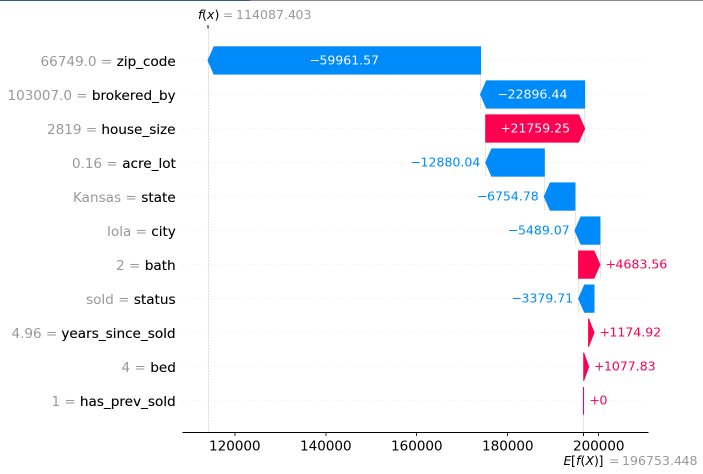 f(x) = 114087.403
66749.0 = zip_code −59961.57
103007.0 = brokered_by −22896.44
2819 = house_size +21759.25
0.16 = acre_lot −12880.04
Kansas = state −6754.78
Iola = city −5489.07
2 = bath +4683.56
sold = status −3379.71
4.96 = years_since_sold +1174.92
4 = bed +1077.83
1 = has_prev_sold +0
120000 140000 160000 180000 200000
E[f(X)] = 196753.448